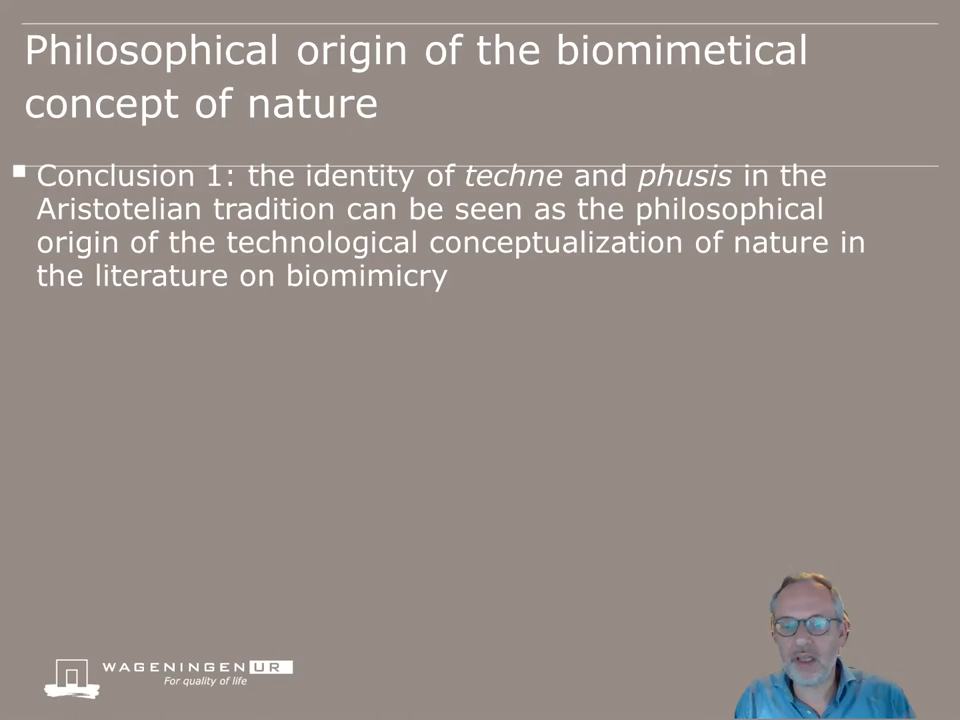 Philosophical origin of the biomimetical
concept of nature
Conclusion 1: the identity of techne and phusis in the
Aristotelian tradition can be seen as the philosophical
origin of the technological conceptualization of nature in
the literature on biomimicry
WAGENINGEN UR
For quality of life